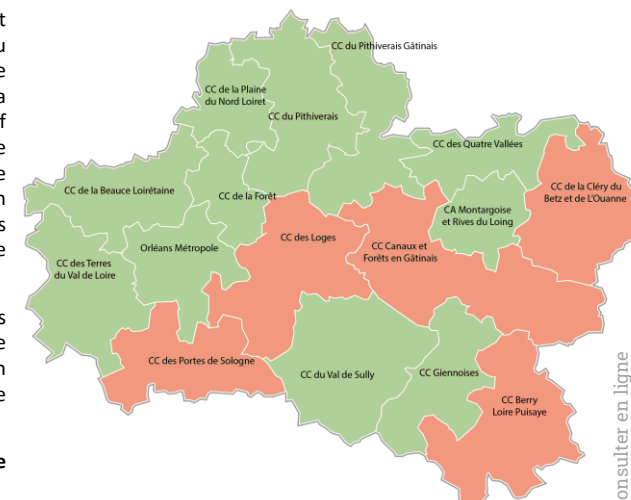 t
u
e
a
f
e
e
n
s
e
s
e
n
e
e
CC du Pithiverais Gâtinais
CC de la Plaine
du Nord Loiret
CC du Pithiverais
CC des Quatre Vallées
CC de la Beauce Loirétaine
CC de la Forêt
CA Montargoise
et Rives du Loing
CC de la Cléry du
Betz et de L'Ouanne
CC des Loges
CC Canaux et
Forêts en Gâtinais
Orléans Métropole
CC des Terres
du Val de Loire
CC des Portes de Sologne
CC du Val de Sully
CC Giennoises
CC Berry
Loire Puisaye
onsulter en ligne